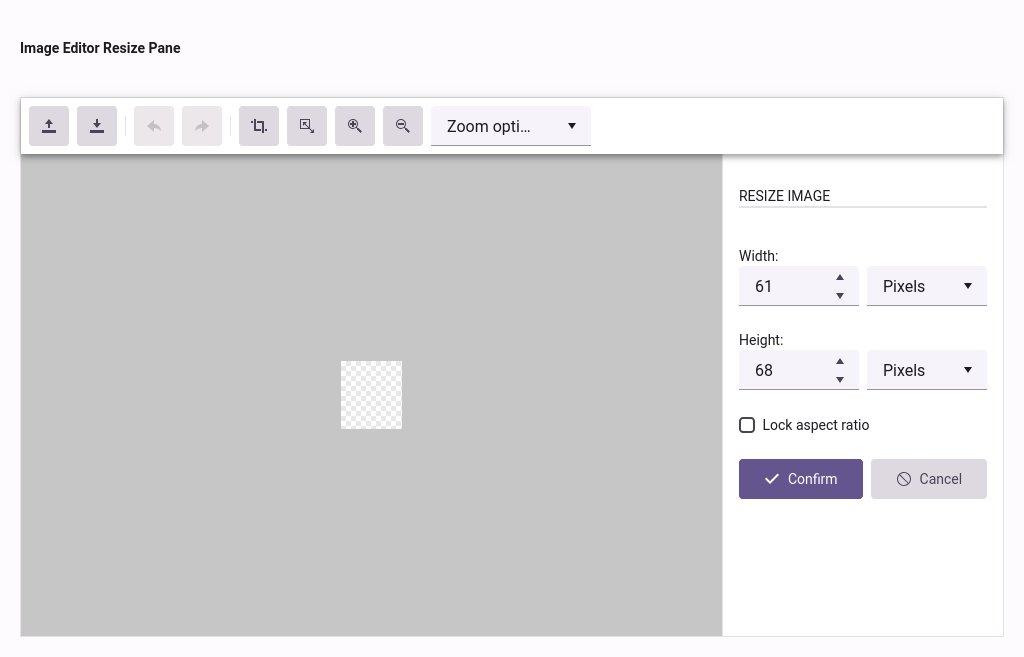 Image Editor Resize Pane
Zoom opti...
RESIZE IMAGE
Width:
61 Pixels
Height:
68 Pixels
Lock aspect ratio
Confirm Cancel